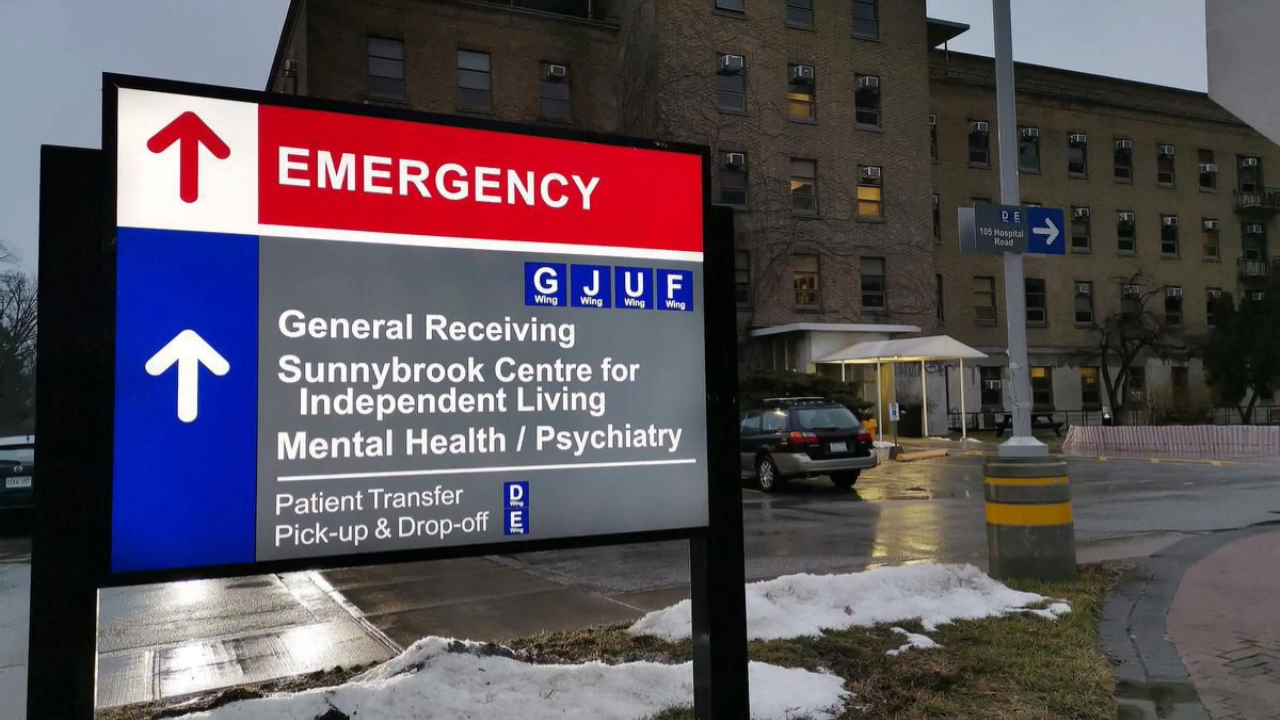 EMERGENCY
G J U F
Wing Wing Wing Wing
General Receiving
Sunnybrook Centre for
Independent Living
Mental Health / Psychiatry
Patient Transfer D
Wing
Pick-up & Drop-off E
Wing
D E
105 Hospital
Road